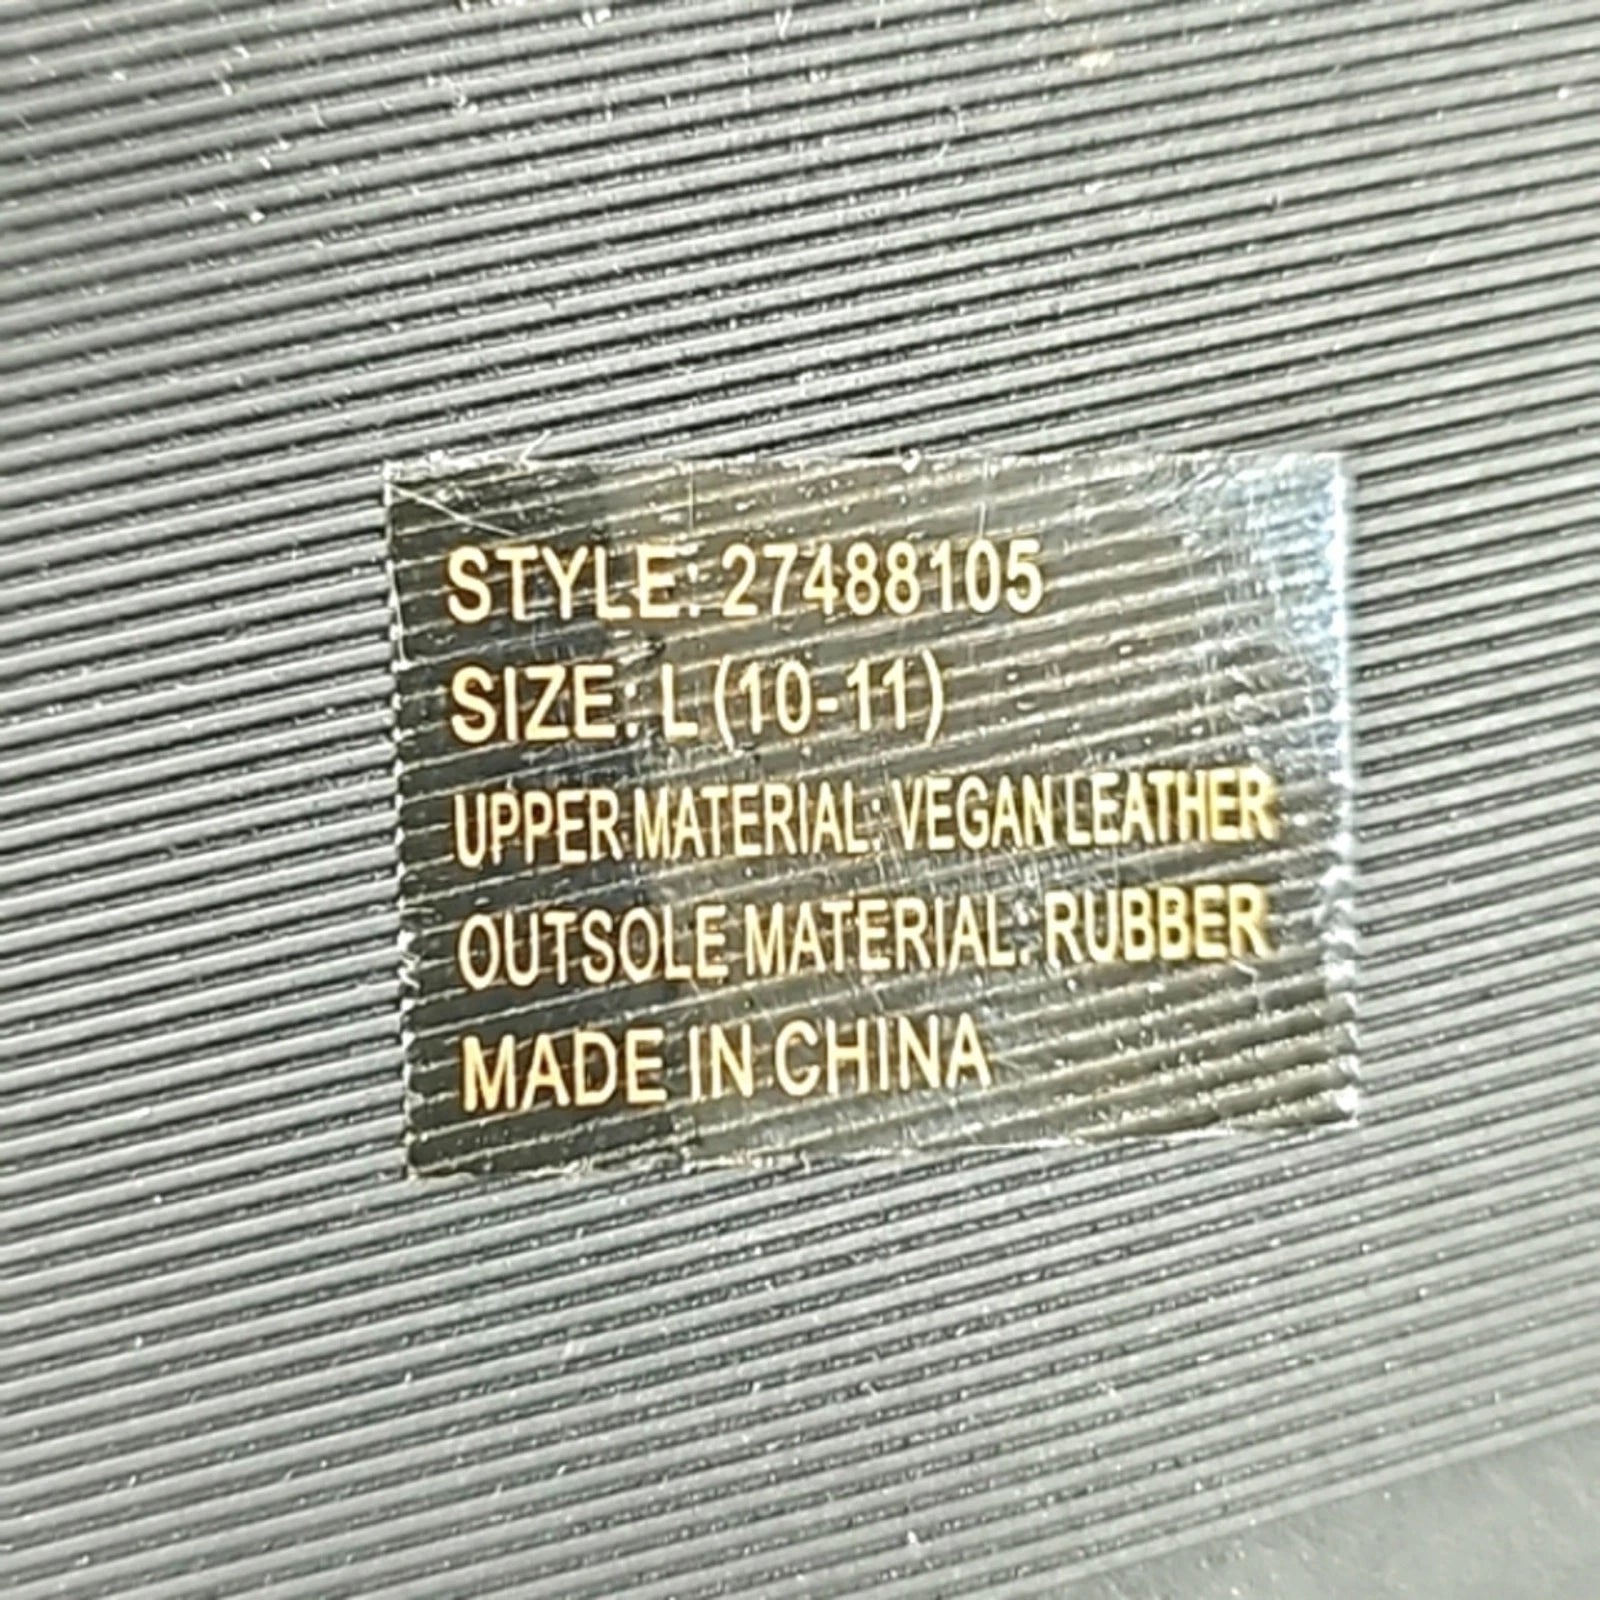 STYLE: 27488105
SIZE: L (10-11)
UPPER MATERIAL: VEGAN LEATHER
OUTSOLE MATERIAL: RUBBER
MADE IN CHINA